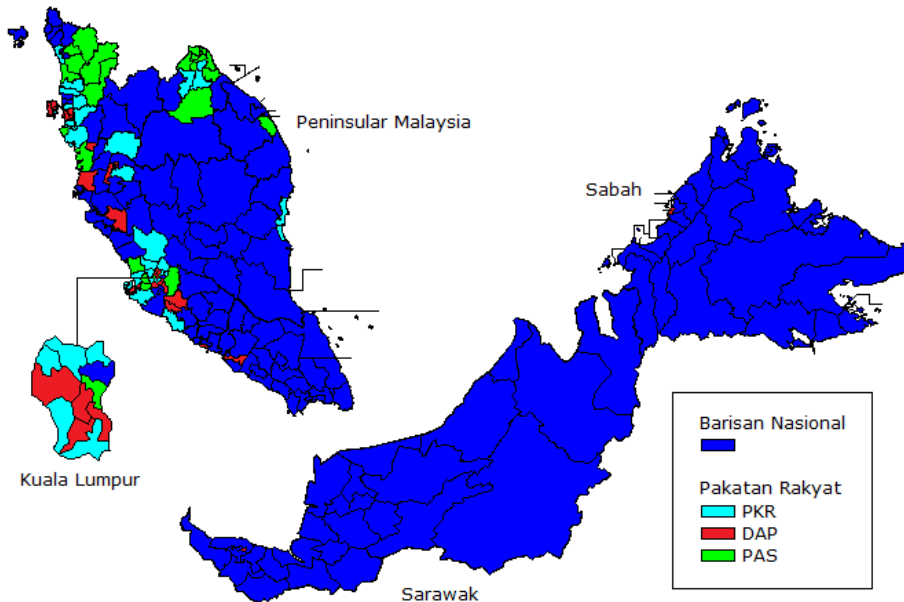 Peninsular Malaysia
Sabah
Kuala Lumpur
Sarawak
Barisan Nasional
Pakatan Rakyat
PKR
DAP
PAS